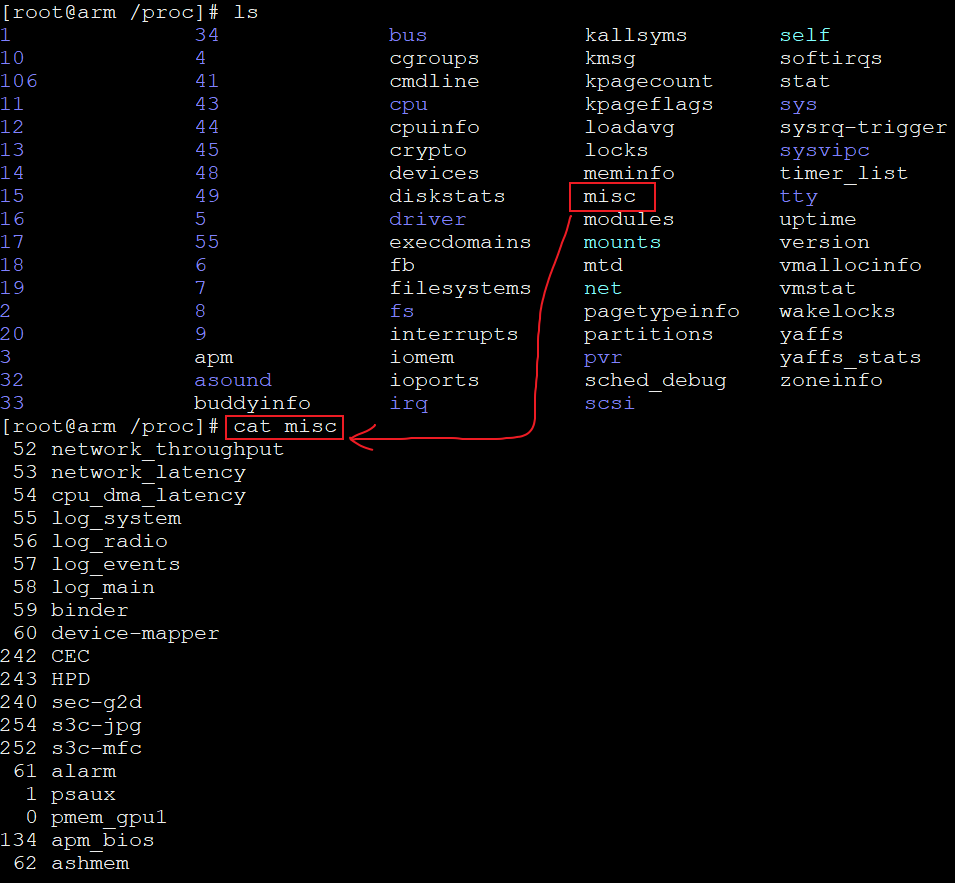 [root@arm /proc]# ls
1 34 bus kallsyms self
10 4 cgroups kmsg softirqs
106 41 cmdline kpagecount stat
11 43 cpu kpageflags sys
12 44 cpuinfo loadavg sysrq-trigger
13 45 crypto locks sysvipc
14 48 devices meminfo timer_list
15 49 diskstats misc tty
16 5 driver modules uptime
17 55 execdomains mounts version
18 6 fb mtd vmallocinfo
19 7 filesystems net vmstat
2 8 fs pagetypeinfo wakelocks
20 9 interrupts partitions yaffs
3 apm iomem pvr yaffs_stats
32 asound ioports sched_debug zoneinfo
33 buddyinfo irq scsi
[root@arm /proc]# cat misc
52 network_throughput
53 network_latency
54 cpu_dma_latency
55 log_system
56 log_radio
57 log_events
58 log_main
59 binder
60 device-mapper
242 CEC
243 HPD
240 sec-g2d
254 s3c-jpg
252 s3c-mfc
61 alarm
1 psaux
0 pmem_gpu1
134 apm_bios
62 ashmem